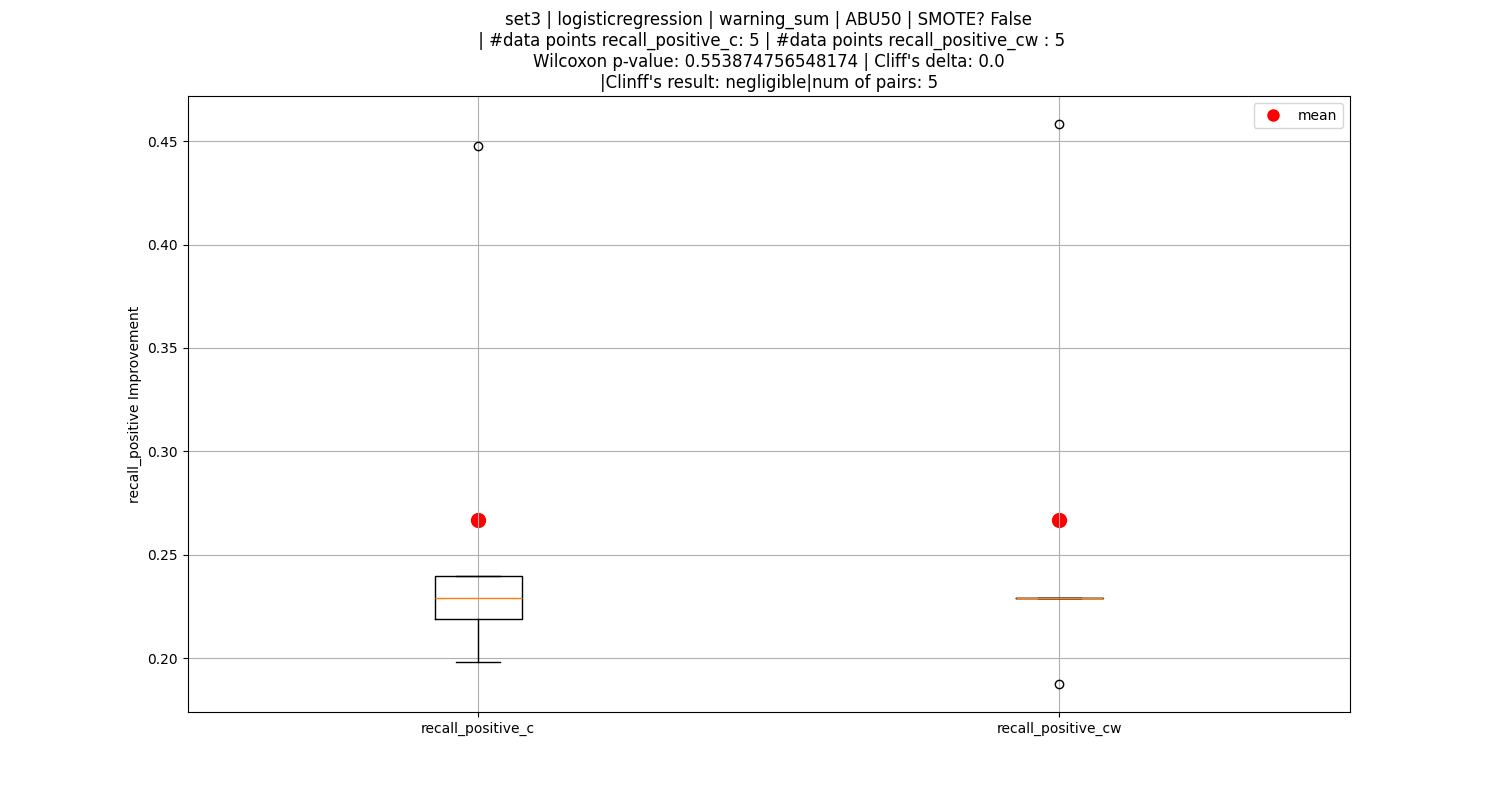 set3 | logisticregression | warning_sum | ABU50 | SMOTE? False
| #data points recall_positive_c: 5 | #data points recall_positive_cw : 5
Wilcoxon p-value: 0.553874756548174 | Cliff's delta: 0.0
|Clinff's result: negligible|num of pairs: 5
mean
0.45
0.40
0.35
0.30
0.25
0.20
recall_positive Improvement
recall_positive_c
recall_positive_cw